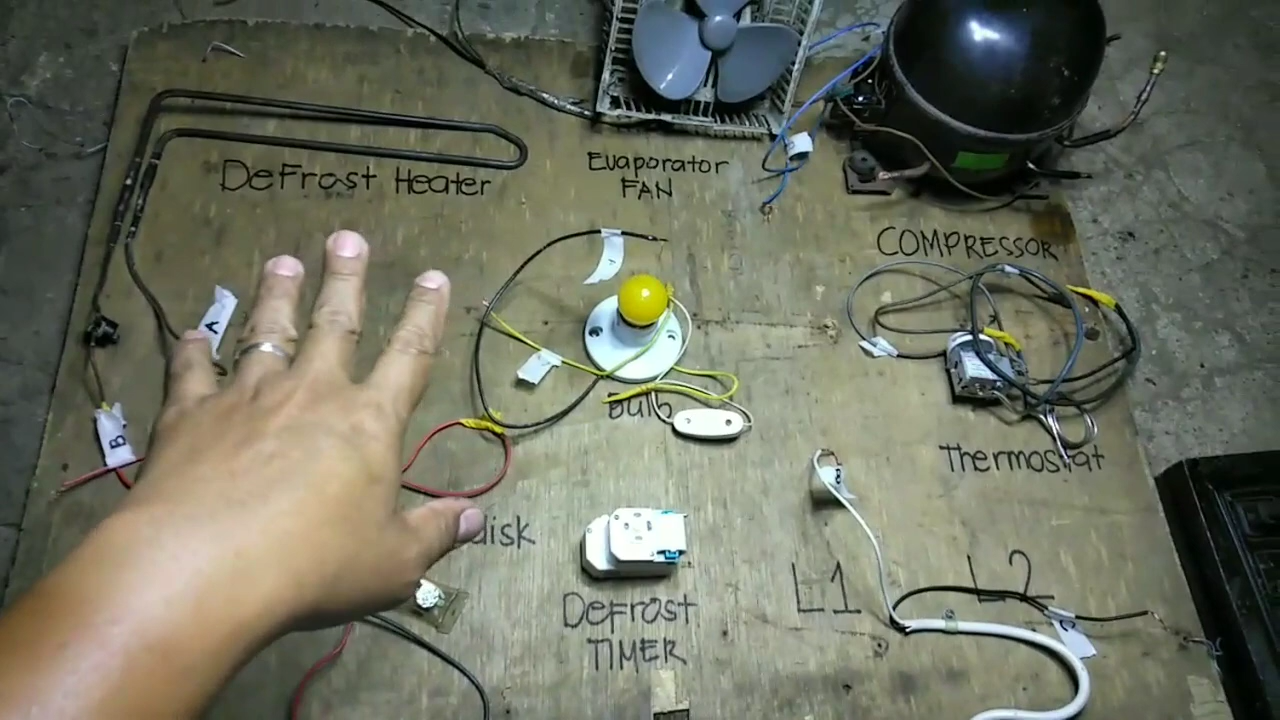 Defrost Heater
Evaporator
FAN
COMPRESSOR
A
Bulb
B
Thermostat
disk
L1
L2
Defrost
TIMER